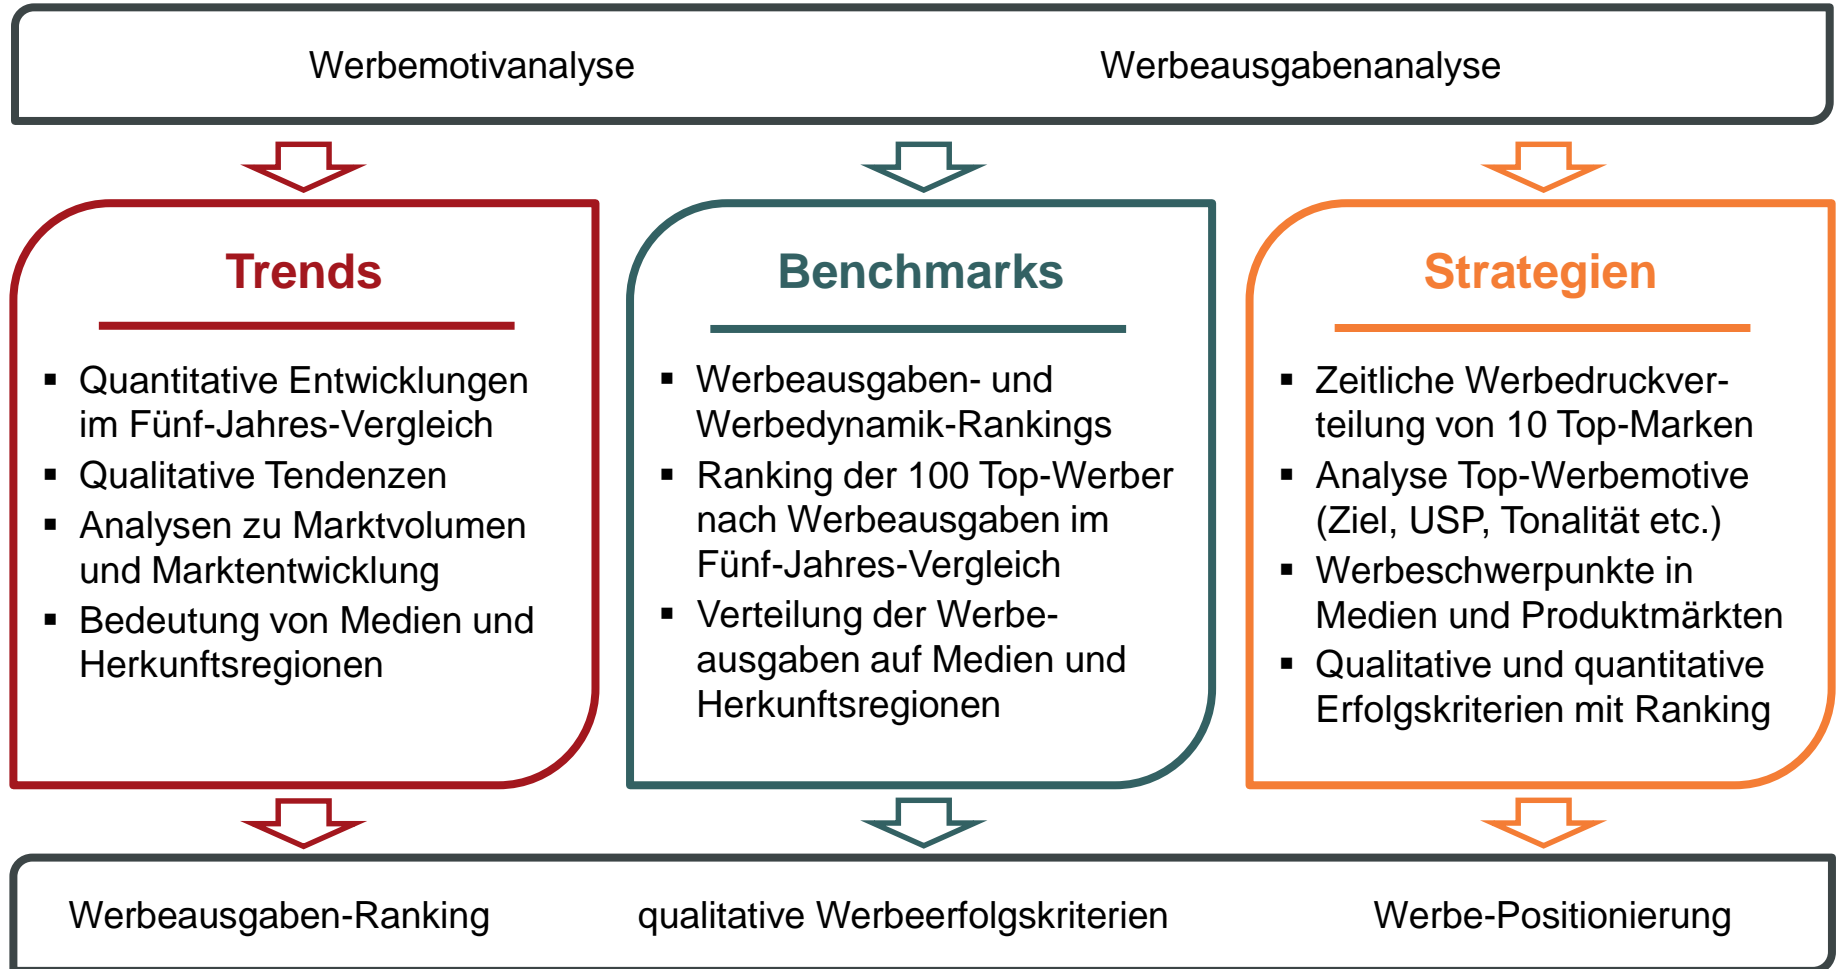 Werbemotivanalyse Werbeausgabenanalyse
Trends
▪ Quantitative Entwicklungen
im Fünf-Jahres-Vergleich
▪ Qualitative Tendenzen
▪ Analysen zu Marktvolumen
und Marktentwicklung
▪ Bedeutung von Medien und
Herkunftsregionen
Benchmarks
▪ Werbeausgaben- und
Werbedynamik-Rankings
▪ Ranking der 100 Top-Werber
nach Werbeausgaben im
Fünf-Jahres-Vergleich
▪ Verteilung der Werbe-
ausgaben auf Medien und
Herkunftsregionen
Strategien
▪ Zeitliche Werbedruckver-
teilung von 10 Top-Marken
▪ Analyse Top-Werbemotive
(Ziel, USP, Tonalität etc.)
▪ Werbeschwerpunkte in
Medien und Produktmärkten
▪ Qualitative und quantitative
Erfolgskriterien mit Ranking
Werbeausgaben-Ranking qualitative Werbeerfolgskriterien Werbe-Positionierung